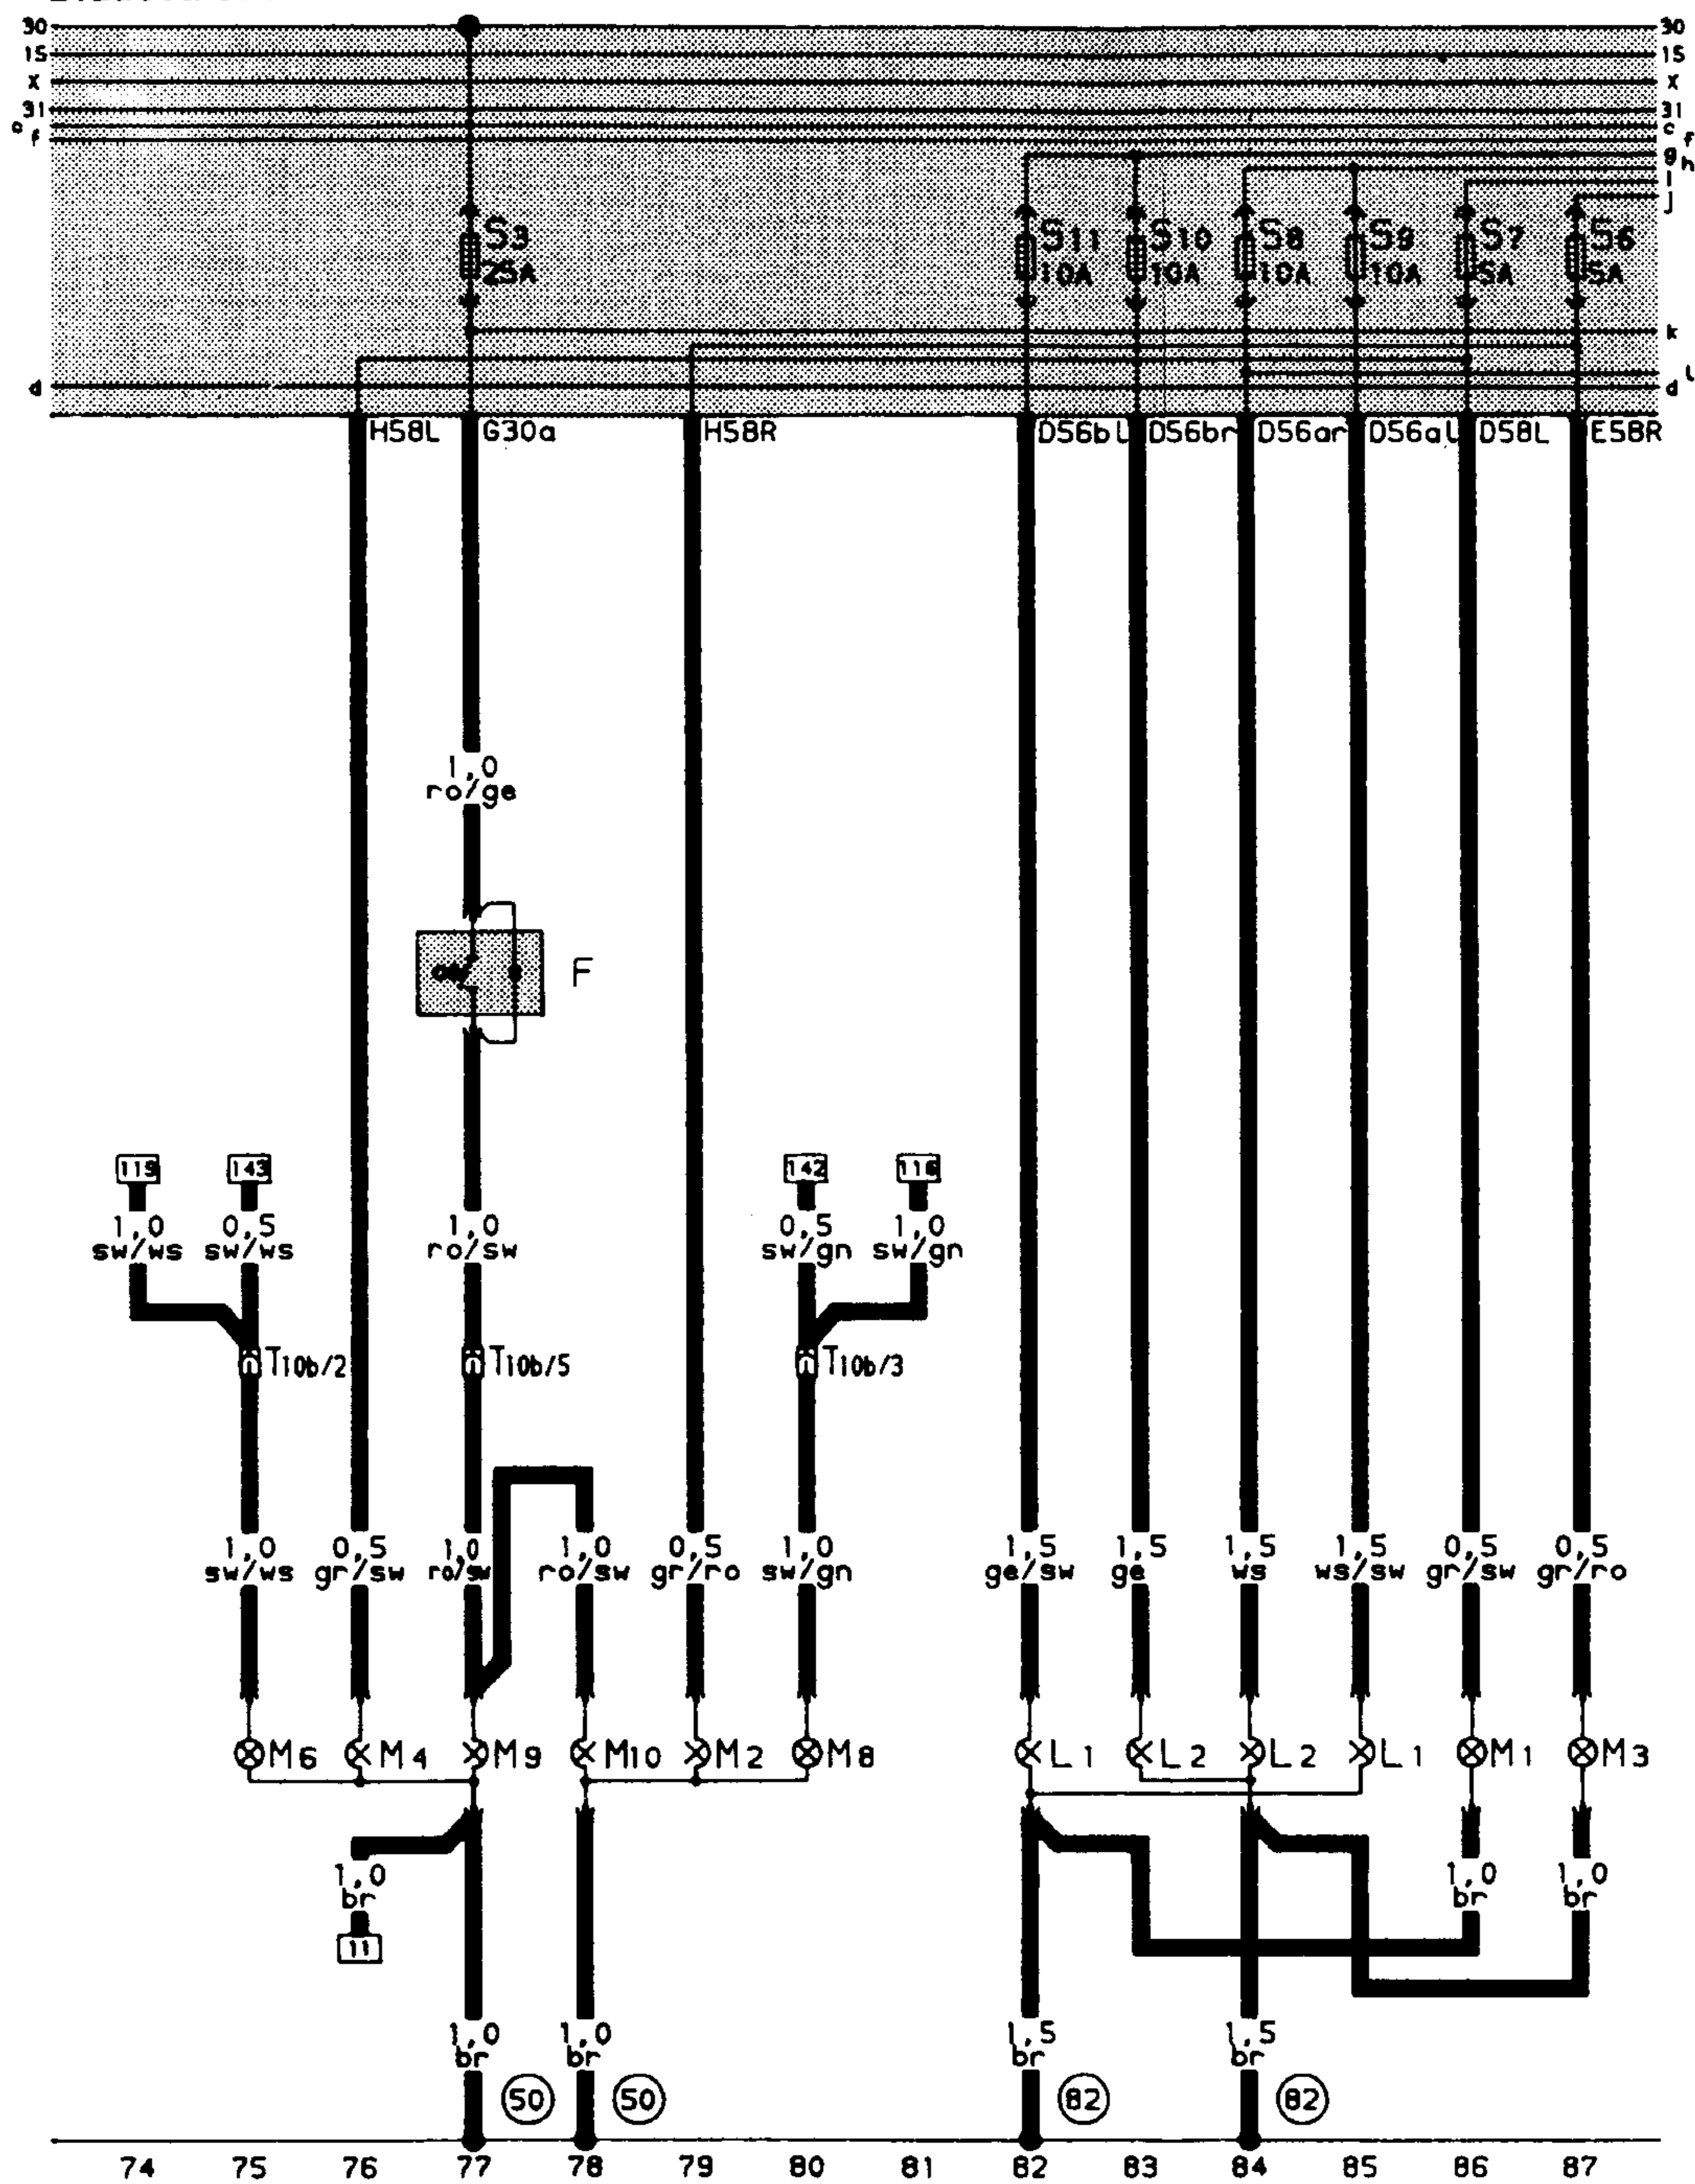 30 30
15 15
X X
31 31
c
f f
g
h
j
S3 S11 S10 S8 S9 S7 S6
25A 10A 10A 10A 10A 5A 5A
k
l
d d
H58L G30a H58R D56bL D56br D56ar D56aL D58L E58R
1,0
ro/ge
F
119 143 142 116
1,0 0,5 1,0 0,5 1,0
sw/ws sw/ws ro/sw sw/gn sw/gn
T10b/2 T10b/5 T10b/3
1,0 0,5 1,0 1,0 0,5 1,0 1,5 1,5 1,5 1,5 0,5 0,5
sw/ws gr/sw ro/sw ro/sw gr/ro sw/gn ge/sw ge ws ws/sw gr/sw gr/ro
M6 M4 M9 M10 M2 M8 L1 L2 L2 L1 M1 M3
1,0 1,0 1,0
br br br
11
1,0 1,0 1,5 1,5
br br br br
50 50 82 82
74 75 76 77 78 79 80 81 82 83 84 85 86 87